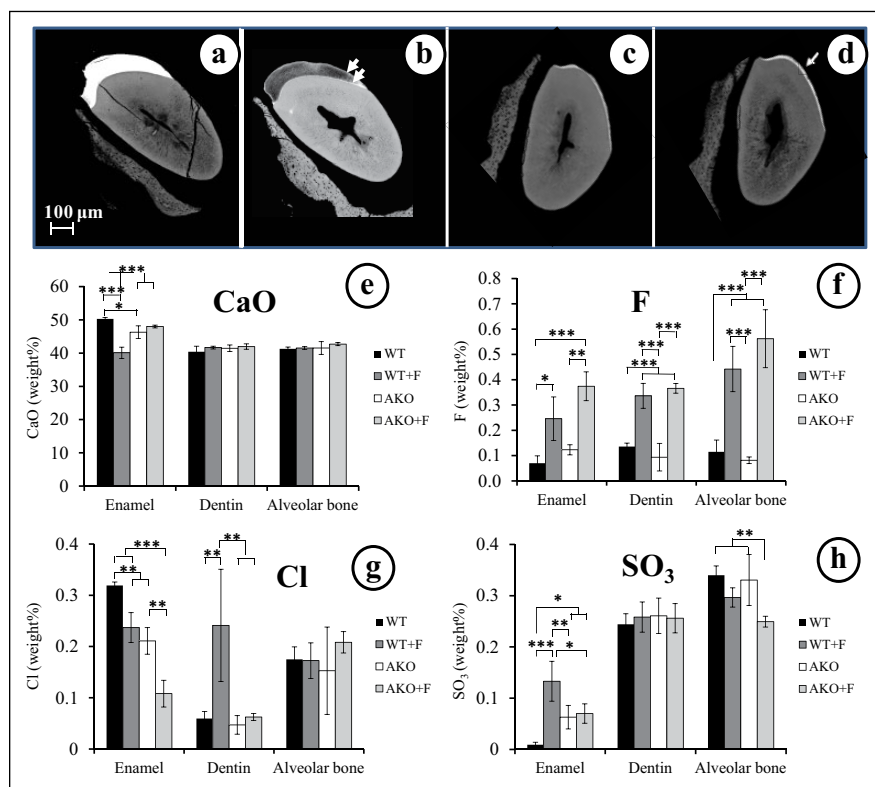 a
b
c
d
100 µm
e
CaO
CaO (weight%)
60
50
40
30
20
10
0
***
***
*
WT
WT+F
AKO
AKO+F
Enamel Dentin Alveolar bone
f
F
F (weight%)
0.8
0.7
0.6
0.5
0.4
0.3
0.2
0.1
0.0
*
***
**
***
***
***
***
***
***
WT
WT+F
AKO
AKO+F
Enamel Dentin Alveolar bone
g
Cl
Cl (weight%)
0.4
0.3
0.2
0.1
0
***
**
**
**
**
WT
WT+F
AKO
AKO+F
Enamel Dentin Alveolar bone
h
SO₃
SO₃ (weight%)
0.4
0.3
0.2
0.1
0
*
**
***
*
**
WT
WT+F
AKO
AKO+F
Enamel Dentin Alveolar bone